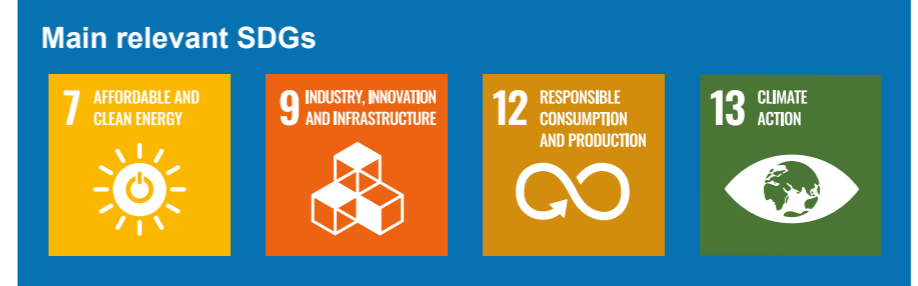 Main relevant SDGs
7 AFFORDABLE AND
CLEAN ENERGY
9 INDUSTRY, INNOVATION
AND INFRASTRUCTURE
12 RESPONSIBLE
CONSUMPTION
AND PRODUCTION
13 CLIMATE
ACTION